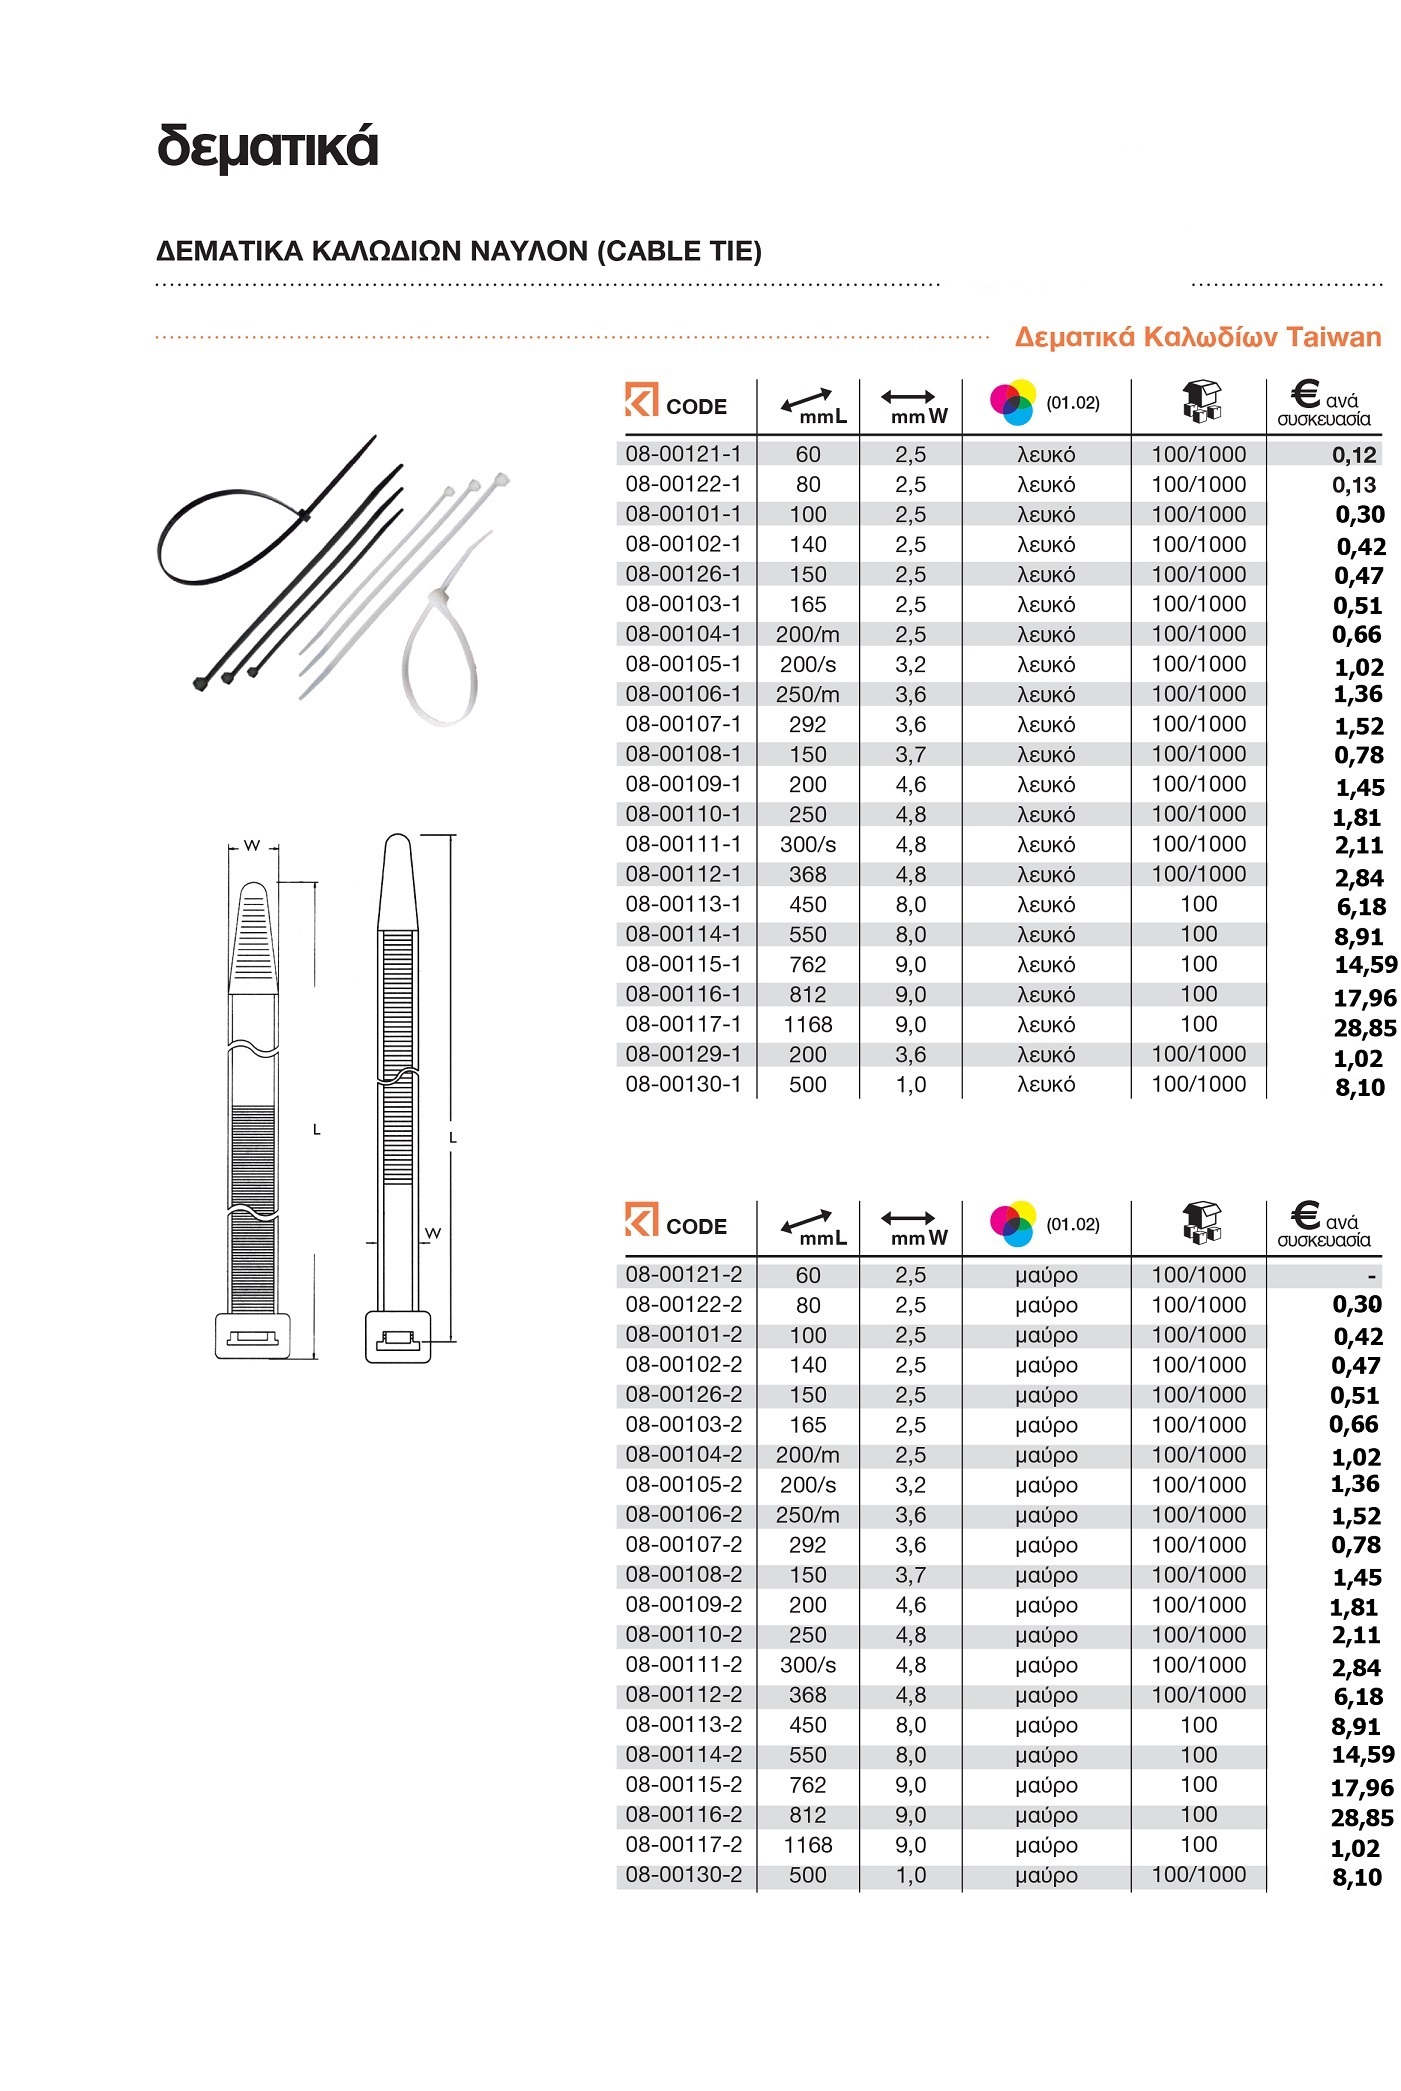 δεματικά
ΔΕΜΑΤΙΚΑ ΚΑΛΩΔΙΩΝ ΝΑΥΛΟΝ (CABLE TIE)
Δεματικά Καλωδίων Taiwan
CODE mmL mm W (01.02) € ανά συσκευασία
08-00121-1 60 2,5 λευκό 100/1000 0,12
08-00122-1 80 2,5 λευκό 100/1000 0,13
08-00101-1 100 2,5 λευκό 100/1000 0,30
08-00102-1 140 2,5 λευκό 100/1000 0,42
08-00126-1 150 2,5 λευκό 100/1000 0,47
08-00103-1 165 2,5 λευκό 100/1000 0,51
08-00104-1 200/m 2,5 λευκό 100/1000 0,66
08-00105-1 200/s 3,2 λευκό 100/1000 1,02
08-00106-1 250/m 3,6 λευκό 100/1000 1,36
08-00107-1 292 3,6 λευκό 100/1000 1,52
08-00108-1 150 3,7 λευκό 100/1000 0,78
08-00109-1 200 4,6 λευκό 100/1000 1,45
08-00110-1 250 4,8 λευκό 100/1000 1,81
08-00111-1 300/s 4,8 λευκό 100/1000 2,11
08-00112-1 368 4,8 λευκό 100/1000 2,84
08-00113-1 450 8,0 λευκό 100 6,18
08-00114-1 550 8,0 λευκό 100 8,91
08-00115-1 762 9,0 λευκό 100 14,59
08-00116-1 812 9,0 λευκό 100 17,96
08-00117-1 1168 9,0 λευκό 100 28,85
08-00129-1 200 3,6 λευκό 100/1000 1,02
08-00130-1 500 1,0 λευκό 100/1000 8,10
W
L
L
W
CODE mmL mm W (01.02) € ανά συσκευασία
08-00121-2 60 2,5 μαύρο 100/1000 -
08-00122-2 80 2,5 μαύρο 100/1000 0,30
08-00101-2 100 2,5 μαύρο 100/1000 0,42
08-00102-2 140 2,5 μαύρο 100/1000 0,47
08-00126-2 150 2,5 μαύρο 100/1000 0,51
08-00103-2 165 2,5 μαύρο 100/1000 0,66
08-00104-2 200/m 2,5 μαύρο 100/1000 1,02
08-00105-2 200/s 3,2 μαύρο 100/1000 1,36
08-00106-2 250/m 3,6 μαύρο 100/1000 1,52
08-00107-2 292 3,6 μαύρο 100/1000 0,78
08-00108-2 150 3,7 μαύρο 100/1000 1,45
08-00109-2 200 4,6 μαύρο 100/1000 1,81
08-00110-2 250 4,8 μαύρο 100/1000 2,11
08-00111-2 300/s 4,8 μαύρο 100/1000 2,84
08-00112-2 368 4,8 μαύρο 100/1000 6,18
08-00113-2 450 8,0 μαύρο 100 8,91
08-00114-2 550 8,0 μαύρο 100 14,59
08-00115-2 762 9,0 μαύρο 100 17,96
08-00116-2 812 9,0 μαύρο 100 28,85
08-00117-2 1168 9,0 μαύρο 100 1,02
08-00130-2 500 1,0 μαύρο 100/1000 8,10